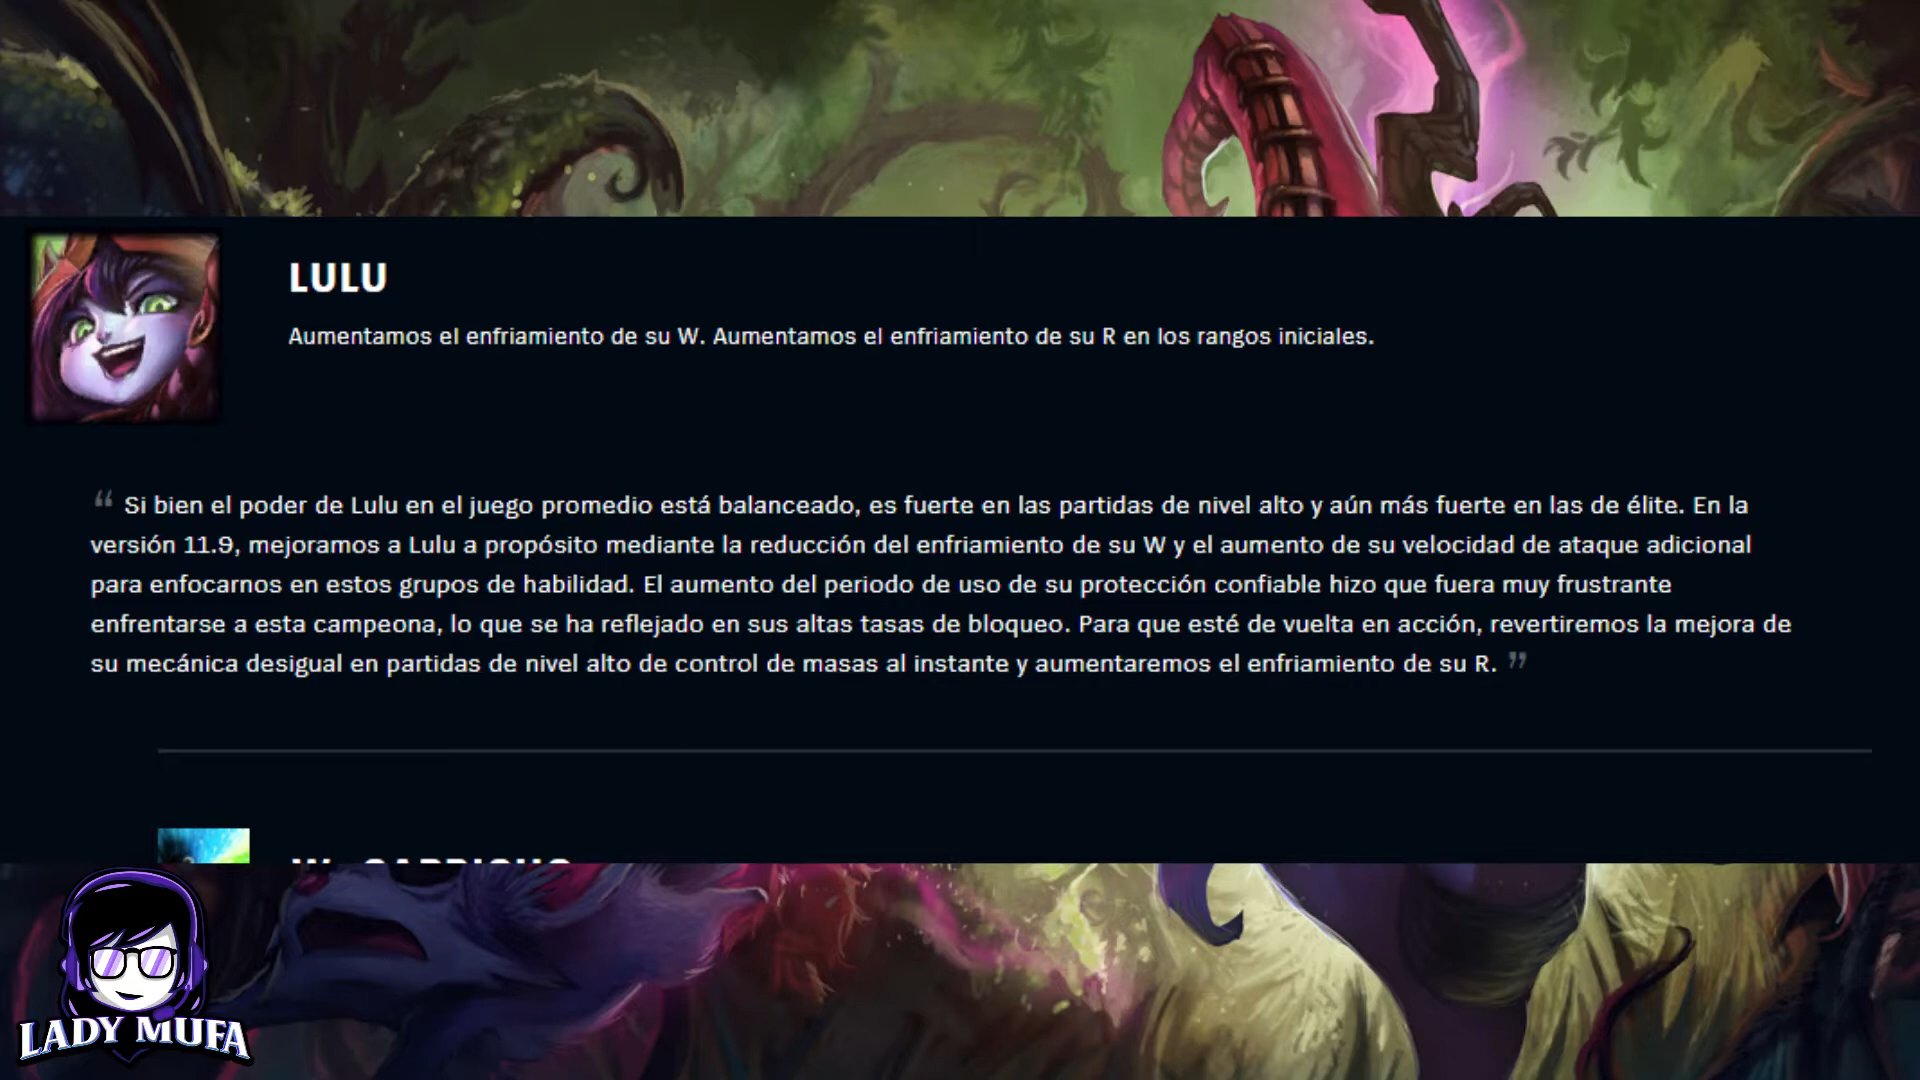 LULU
Aumentamos el enfriamiento de su W. Aumentamos el enfriamiento de su R en los rangos iniciales.
“ Si bien el poder de Lulu en el juego promedio está balanceado, es fuerte en las partidas de nivel alto y aún más fuerte en las de élite. En la
versión 11.9, mejoramos a Lulu a propósito mediante la reducción del enfriamiento de su W y el aumento de su velocidad de ataque adicional
para enfocarnos en estos grupos de habilidad. El aumento del periodo de uso de su protección confiable hizo que fuera muy frustrante
enfrentarse a esta campeona, lo que se ha reflejado en sus altas tasas de bloqueo. Para que esté de vuelta en acción, revertiremos la mejora de
su mecánica desigual en partidas de nivel alto de control de masas al instante y aumentaremos el enfriamiento de su R. ”
LADY MUFA